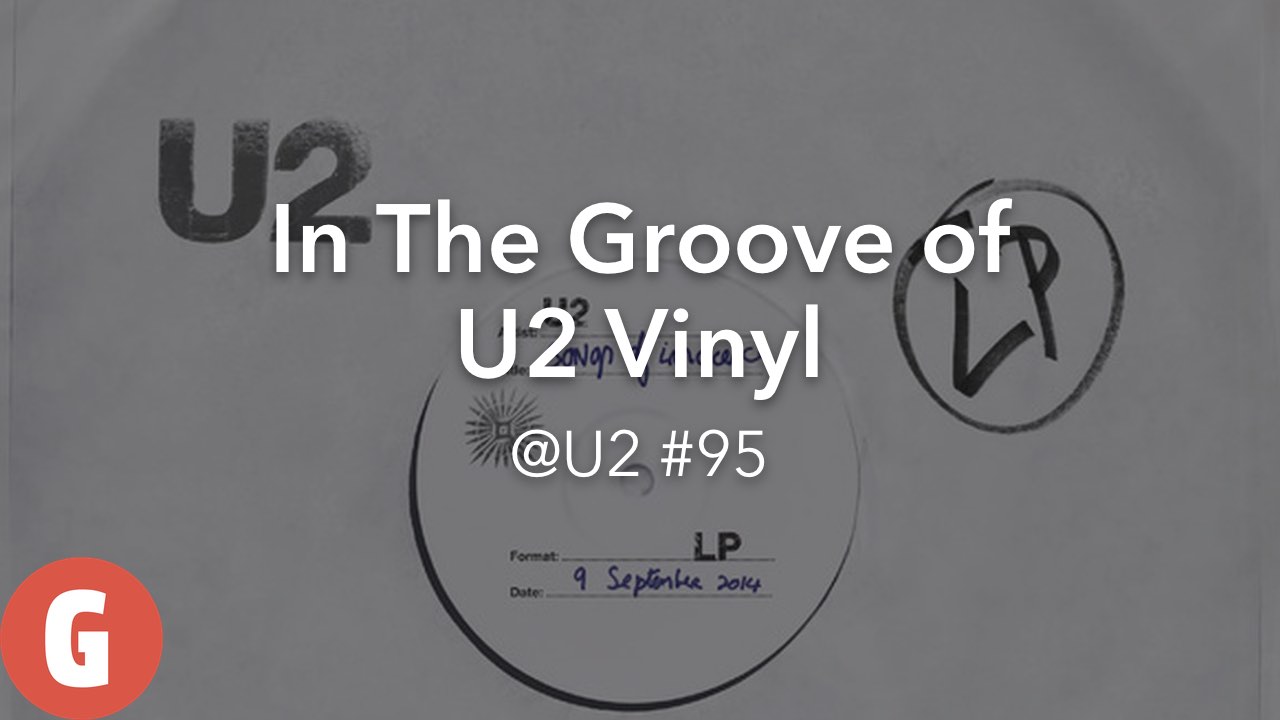 U2
In The Groove of
LP
U2 Vinyl
U2
@U2 #95
Format: LP
Date: 9 September 2014
G